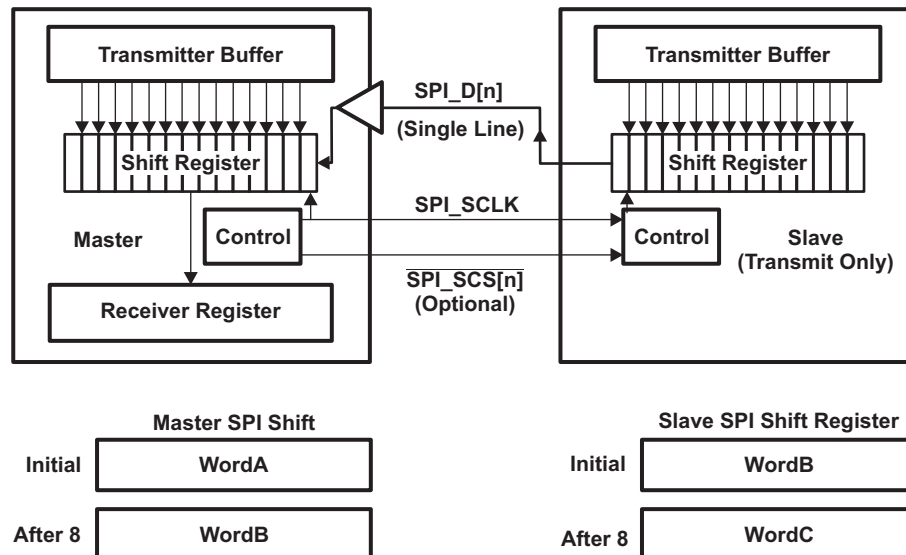 Transmitter Buffer
Transmitter Buffer
SPI_D[n]
(Single Line)
Shift Register
Shift Register
SPI_SCLK
Master
Control
Control
Slave
(Transmit Only)
SPI_SCS[n]
(Optional)
Receiver Register
Master SPI Shift
Slave SPI Shift Register
Initial
WordA
Initial
WordB
After 8
WordB
After 8
WordC